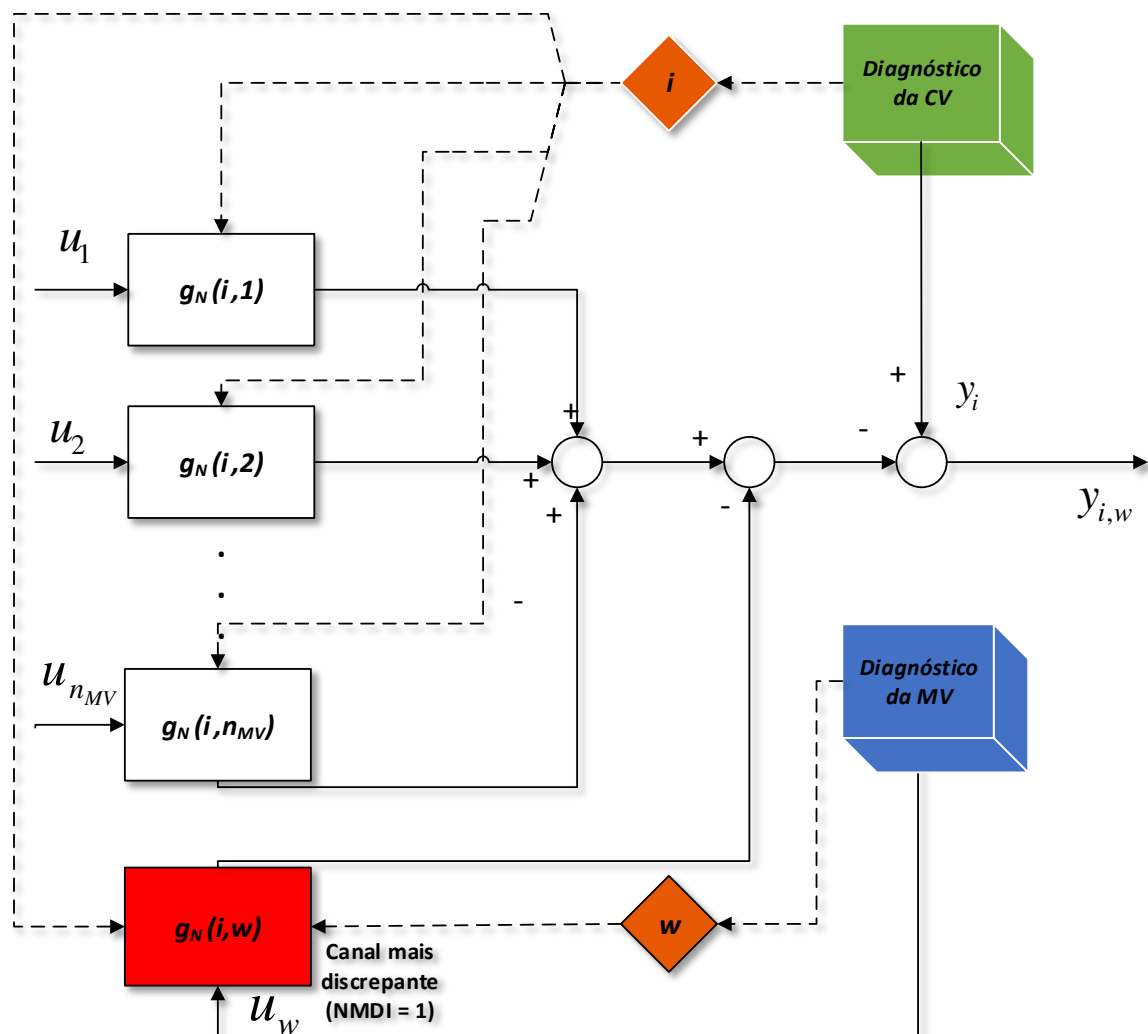 i
Diagnóstico
da CV
u1
gN(i,1)
+
yi
u2
gN(i,2)
+
+
+
+
-
-
yi,w
.
.
.
-
unMV
gN(i,nMV)
Diagnóstico
da MV
gN(i,w)
w
Canal mais
discrepante
(NMDI = 1)
uw